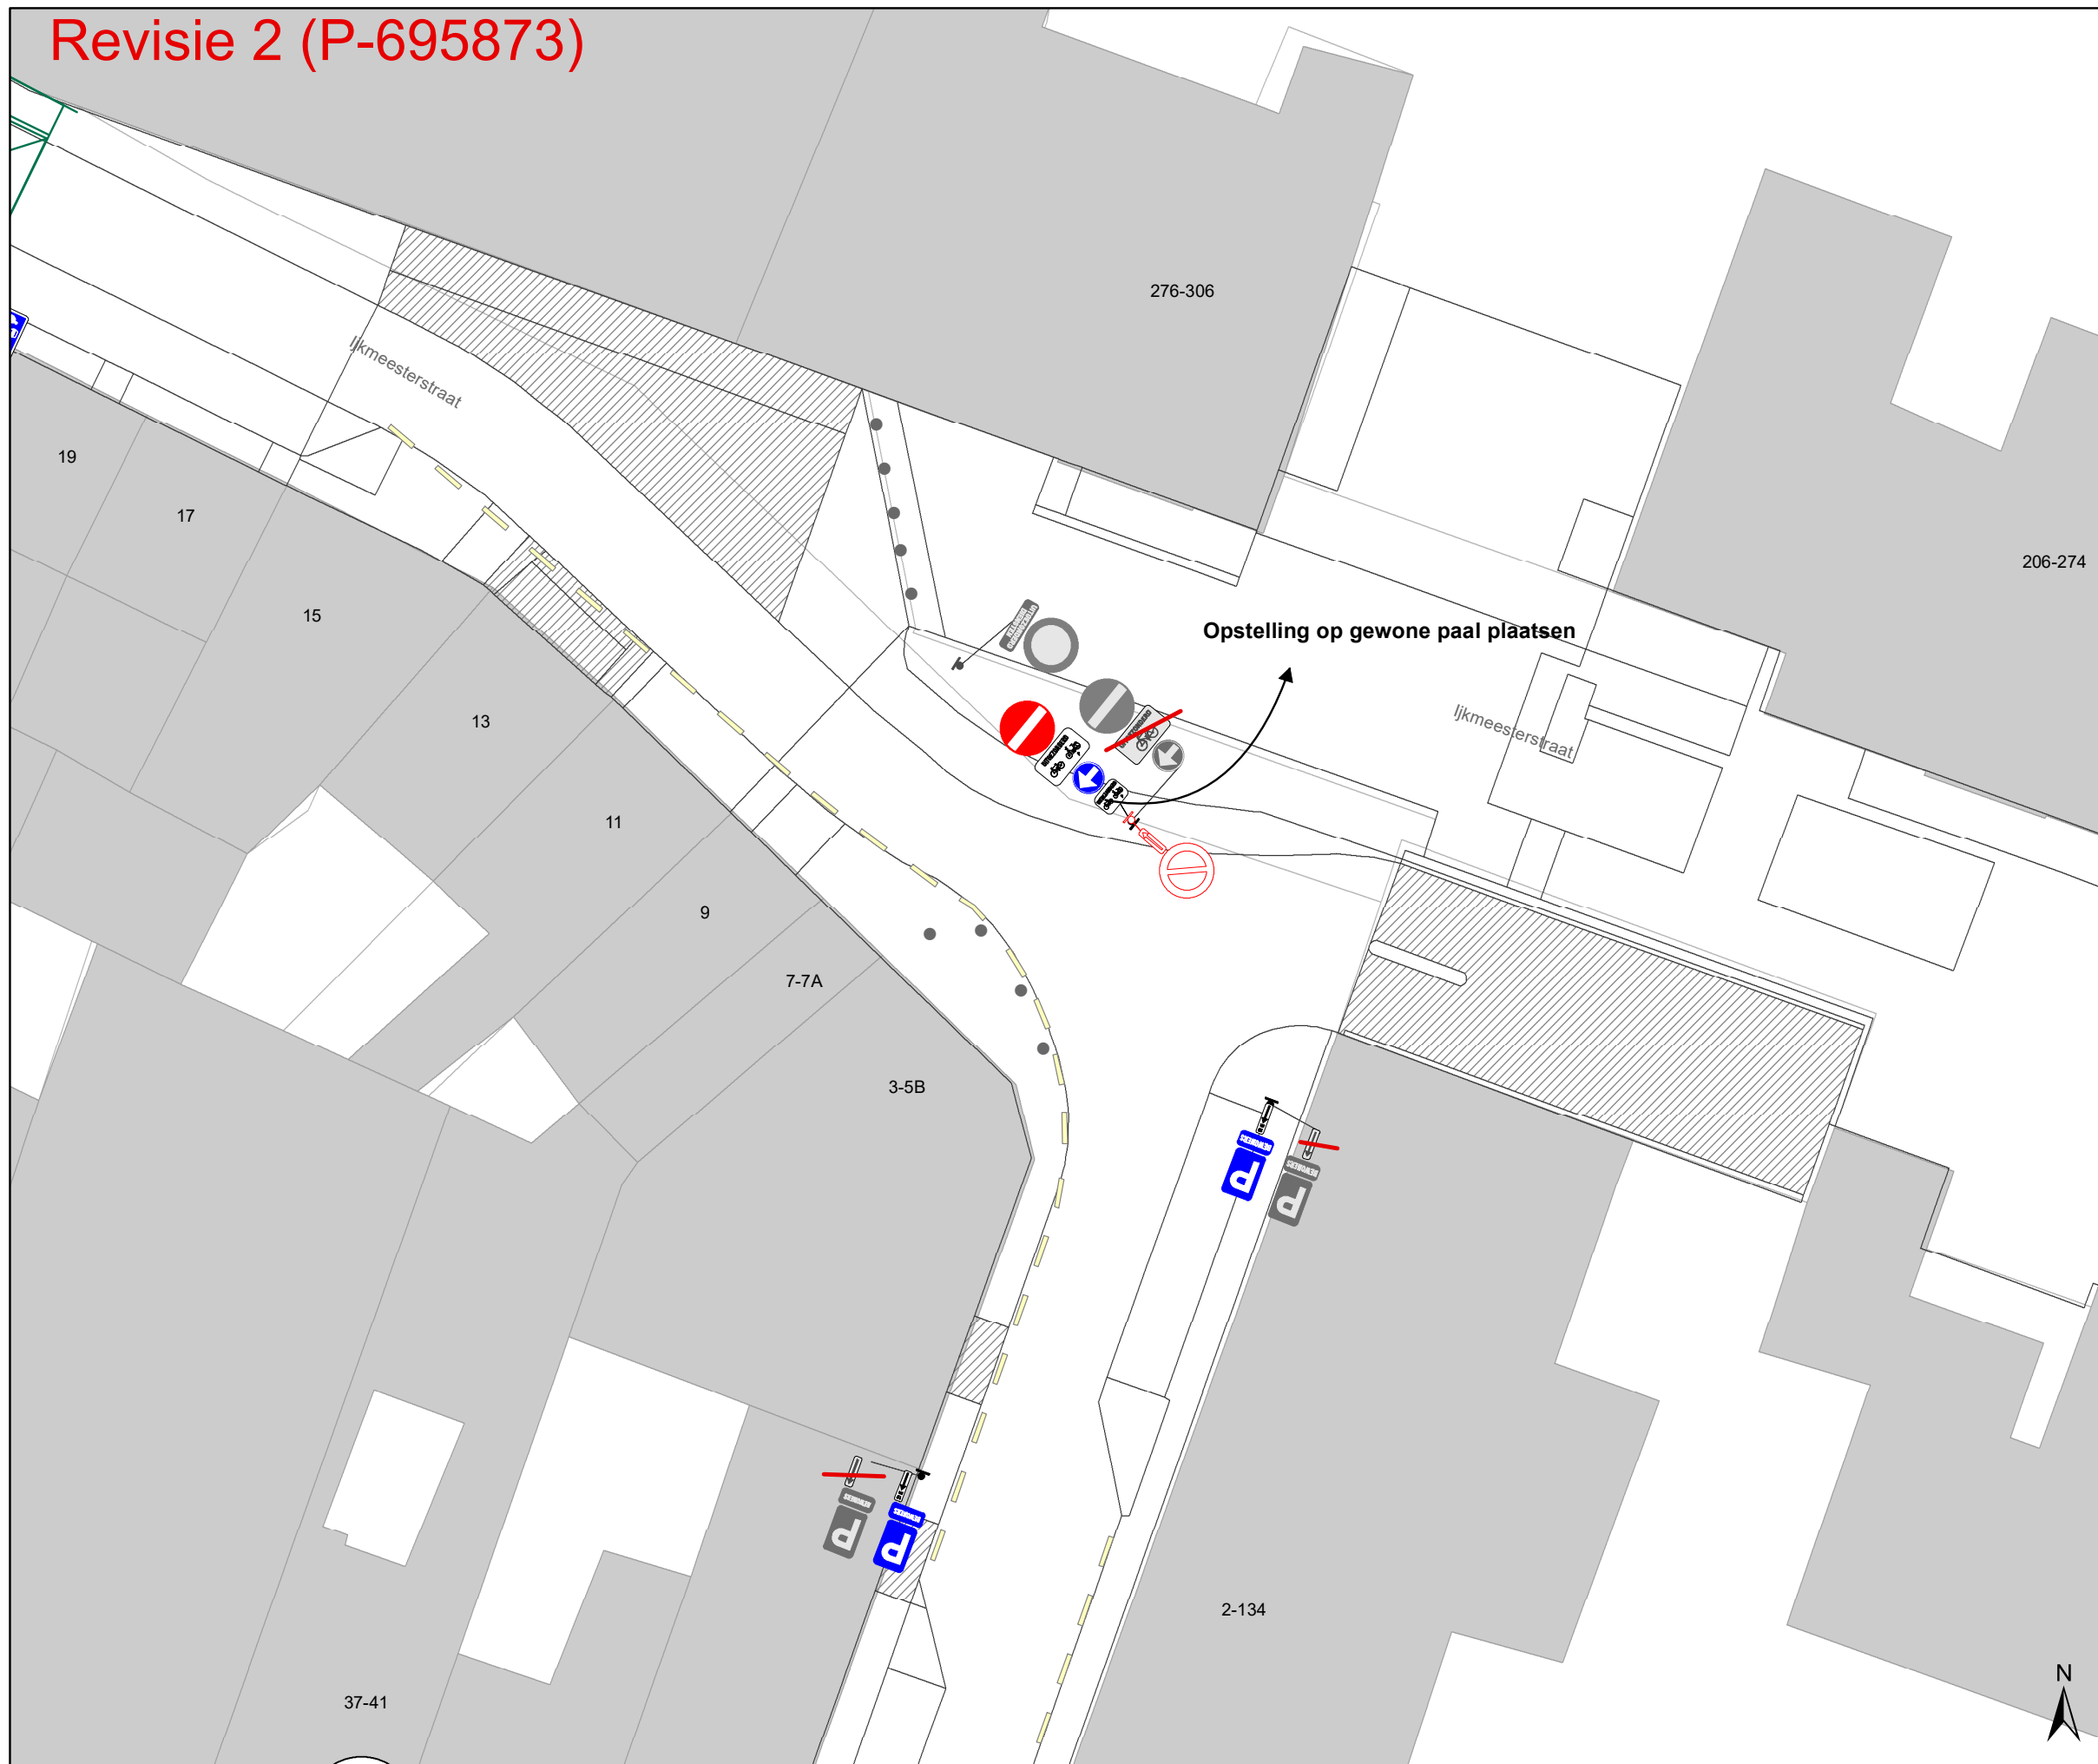 Revisie 2 (P-695873)
276-306
Ijkmeesterstraat
19
17
206-274
15
Opstelling op gewone paal plaatsen
13
Ijkmeesterstraat
11
9
7-7A
3-5B
P
P
P
P
2-134
37-41
N